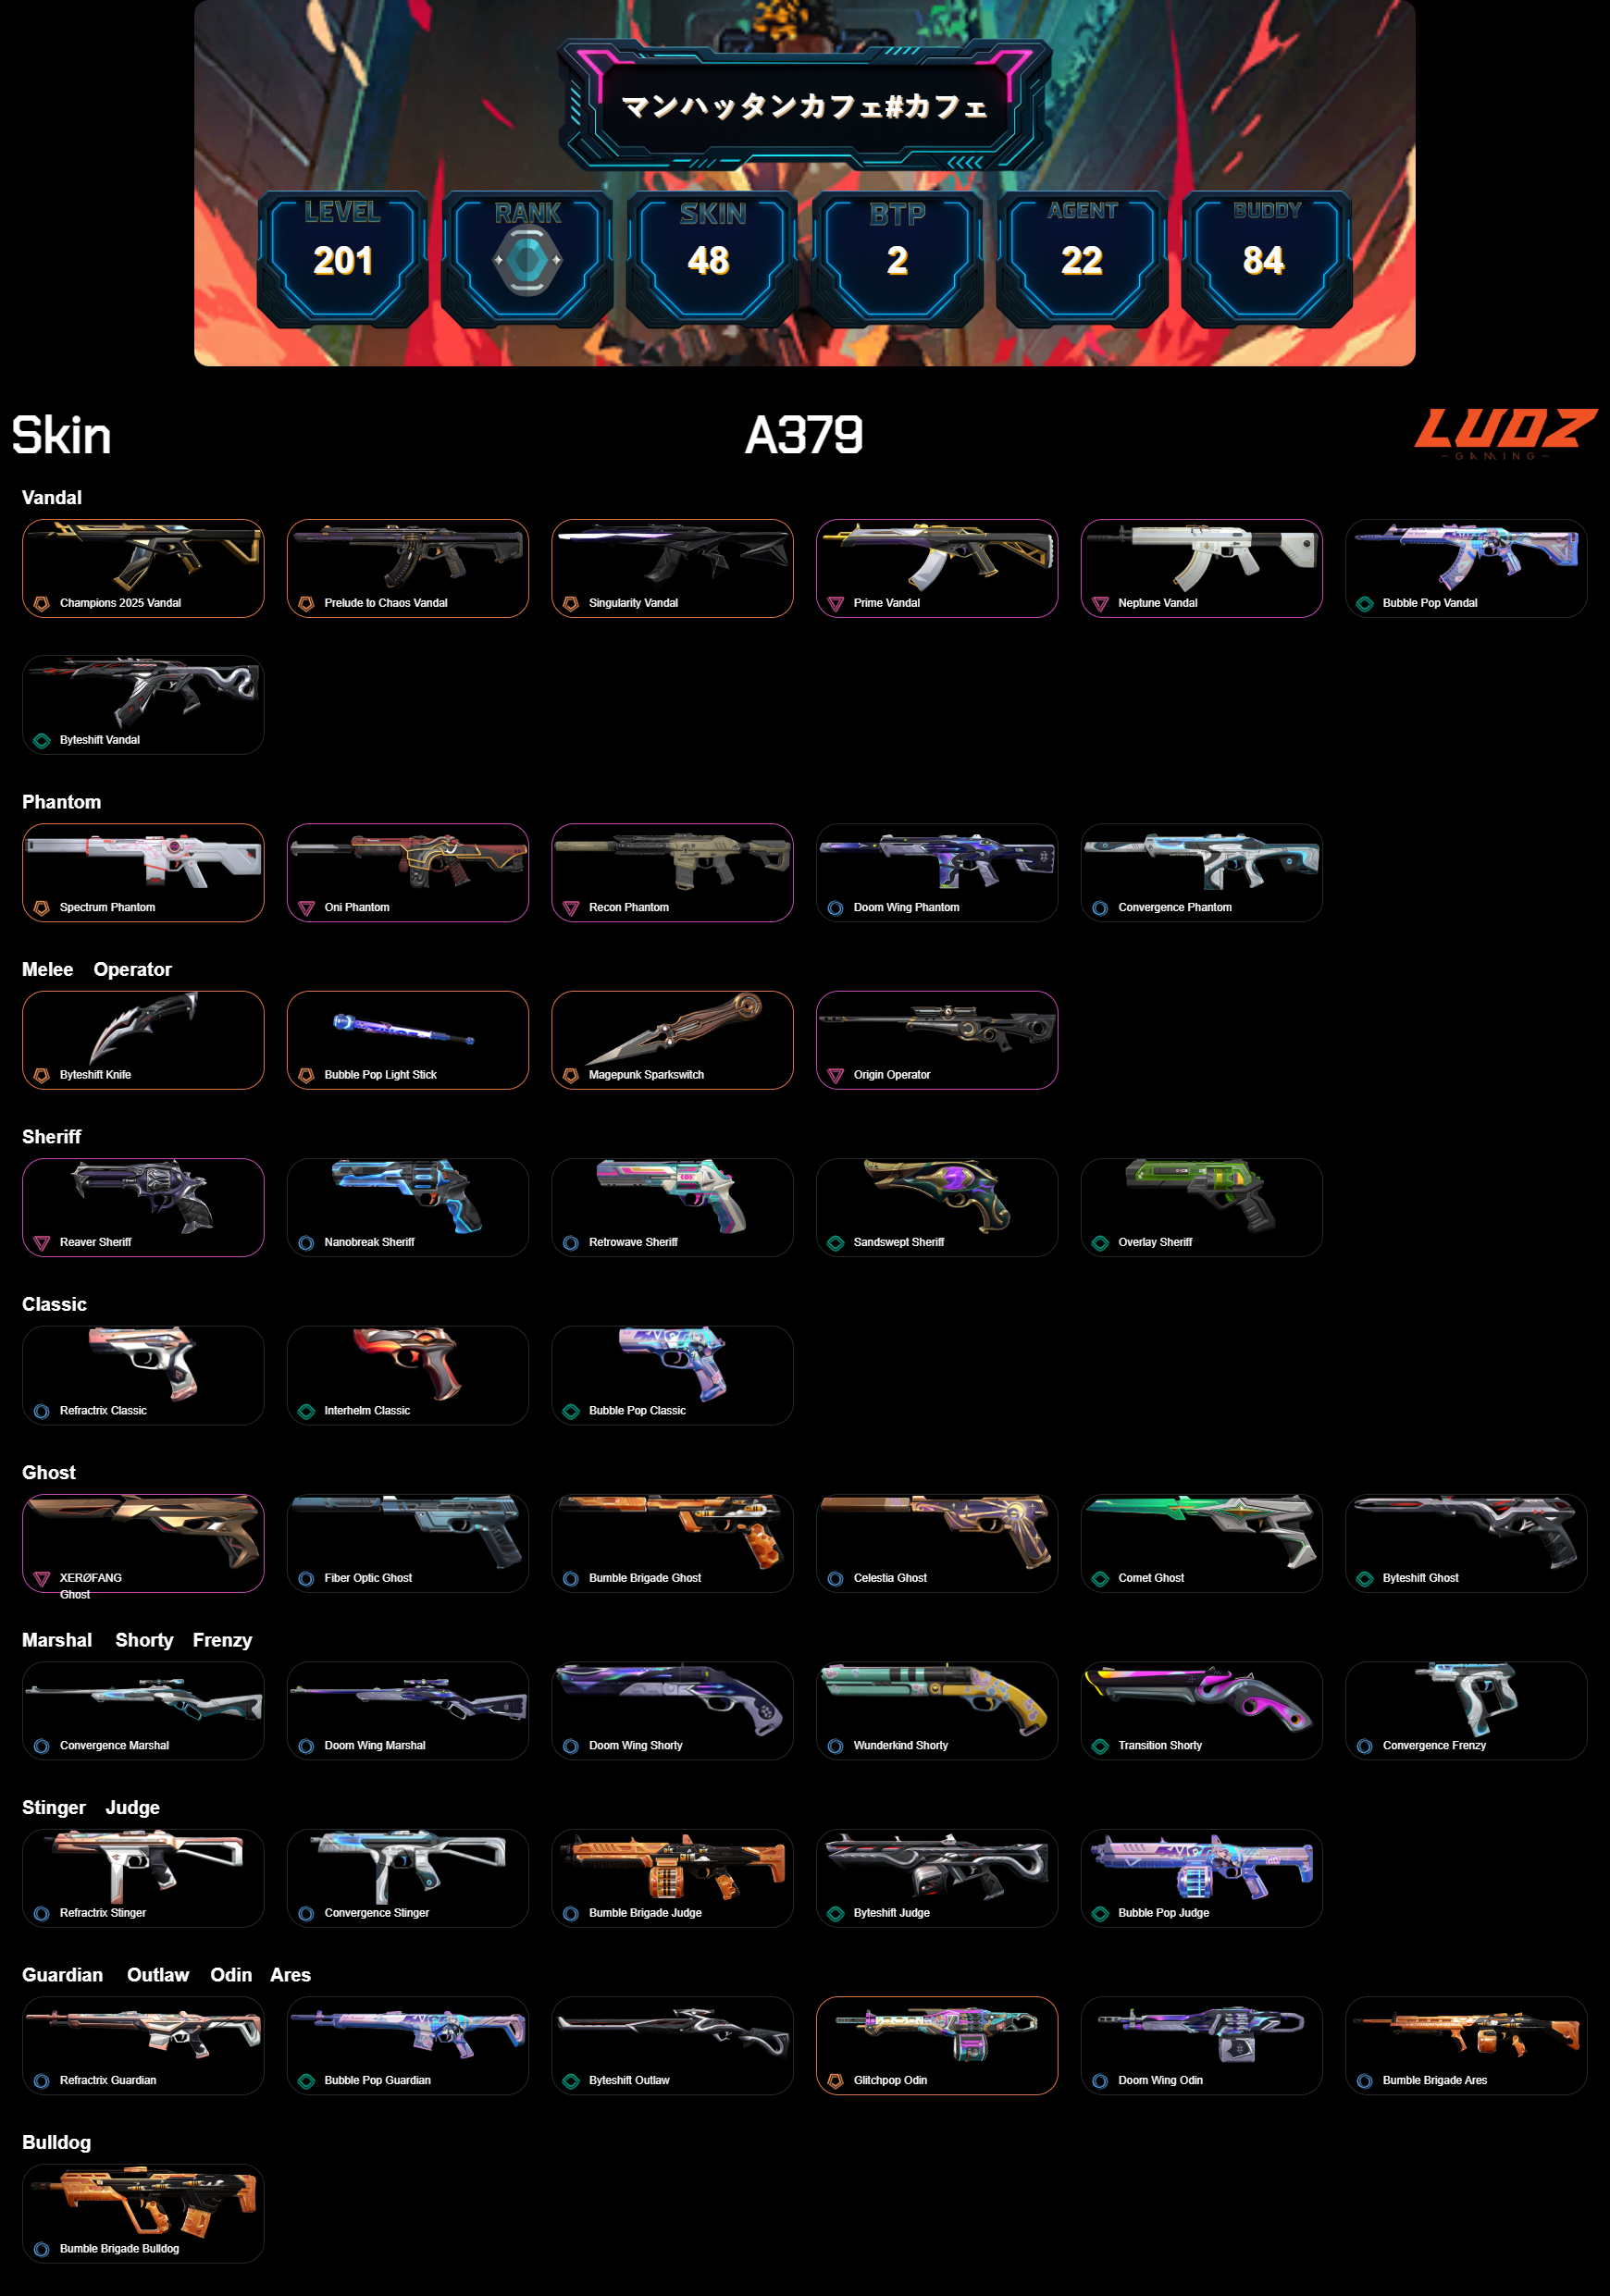 マンハッタンカフェ#カフェ
LEVEL RANK SKIN BTP AGENT BUDDY
201 48 2 22 84
Skin A379 LUOZ
-GAMING-
Vandal
Champions 2025 Vandal Prelude to Chaos Vandal Singularity Vandal Prime Vandal Neptune Vandal Bubble Pop Vandal
Byteshift Vandal
Phantom
Spectrum Phantom Oni Phantom Recon Phantom Doom Wing Phantom Convergence Phantom
Melee Operator
Byteshift Knife Bubble Pop Light Stick Magepunk Sparkswitch Origin Operator
Sheriff
Reaver Sheriff Nanobreak Sheriff Retrowave Sheriff Sandswept Sheriff Overlay Sheriff
Classic
Refractrix Classic Interhelm Classic Bubble Pop Classic
Ghost
XERØFANG Fiber Optic Ghost Bumble Brigade Ghost Celestia Ghost Comet Ghost Byteshift Ghost
Ghost
Marshal Shorty Frenzy
Convergence Marshal Doom Wing Marshal Doom Wing Shorty Wunderkind Shorty Transition Shorty Convergence Frenzy
Stinger Judge
Refractrix Stinger Convergence Stinger Bumble Brigade Judge Byteshift Judge Bubble Pop Judge
Guardian Outlaw Odin Ares
Refractrix Guardian Bubble Pop Guardian Byteshift Outlaw Glitchpop Odin Doom Wing Odin Bumble Brigade Ares
Bulldog
Bumble Brigade Bulldog